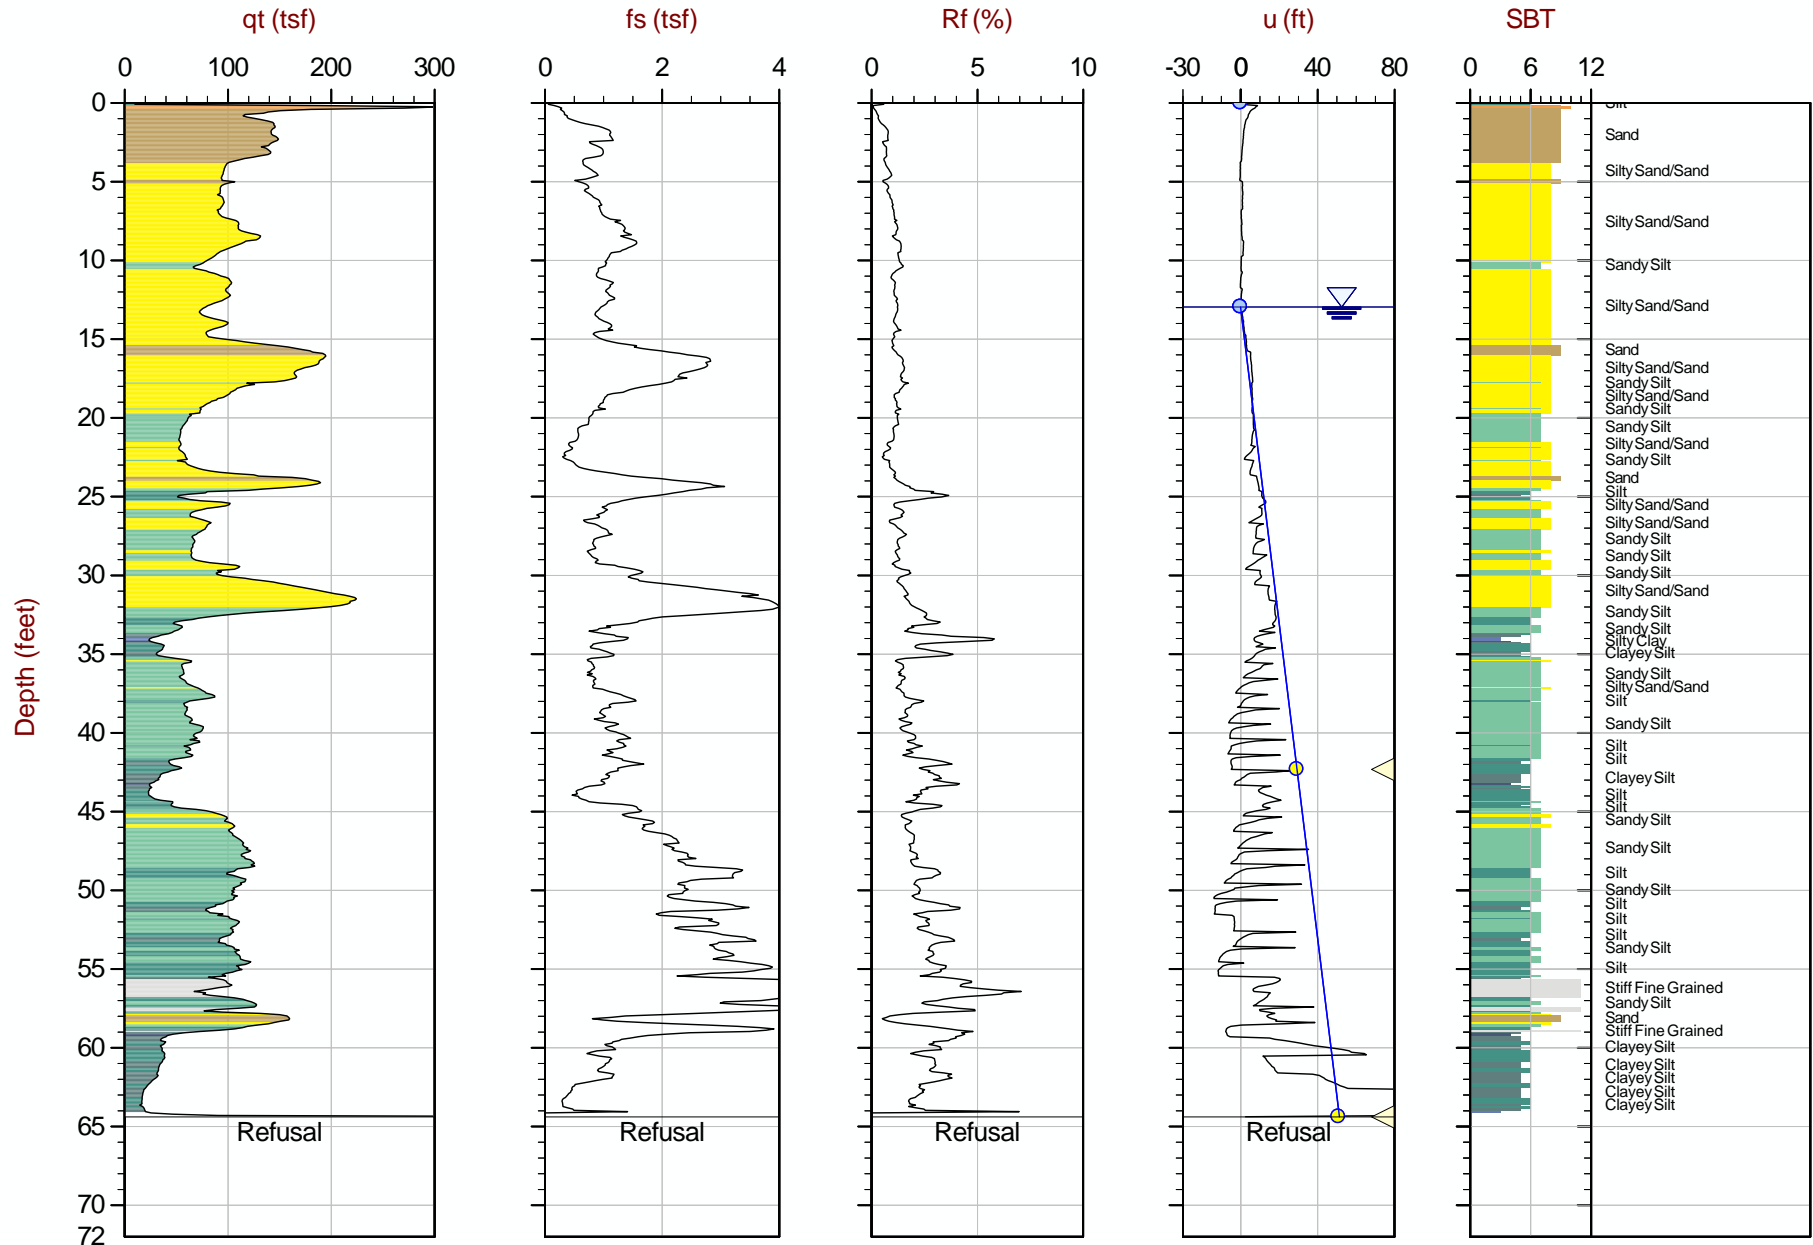 qt (tsf) fs (tsf) Rf (%) u (ft) SBT
0 100 200 300 0 2 4 0 5 10 -30 0 40 80 0 6 12
0
Silt
Sand
Silty Sand/Sand
5
Silty Sand/Sand
10
Sandy Silt
Silty Sand/Sand
15
Sand
Silty Sand/Sand
Sandy Silt
Silty Sand/Sand
Sandy Silt
20
Sandy Silt
Silty Sand/Sand
Sandy Silt
Sand
Silt
25
Silty Sand/Sand
Silty Sand/Sand
Sandy Silt
Sandy Silt
Sandy Silt
30
Silty Sand/Sand
Sandy Silt
Sandy Silt
Silty Clay
Clayey Silt
35
Sandy Silt
Silty Sand/Sand
Silt
Sandy Silt
Depth (feet)
40
Silt
Silt
Clayey Silt
Silt
Silt
45
Sandy Silt
Sandy Silt
Silt
Sandy Silt
50
Silt
Silt
Silt
Sandy Silt
Silt
55
Stiff Fine Grained
Sandy Silt
Sand
Stiff Fine Grained
Clayey Silt
60
Clayey Silt
Clayey Silt
Clayey Silt
Clayey Silt
65
Refusal Refusal Refusal Refusal
70
72